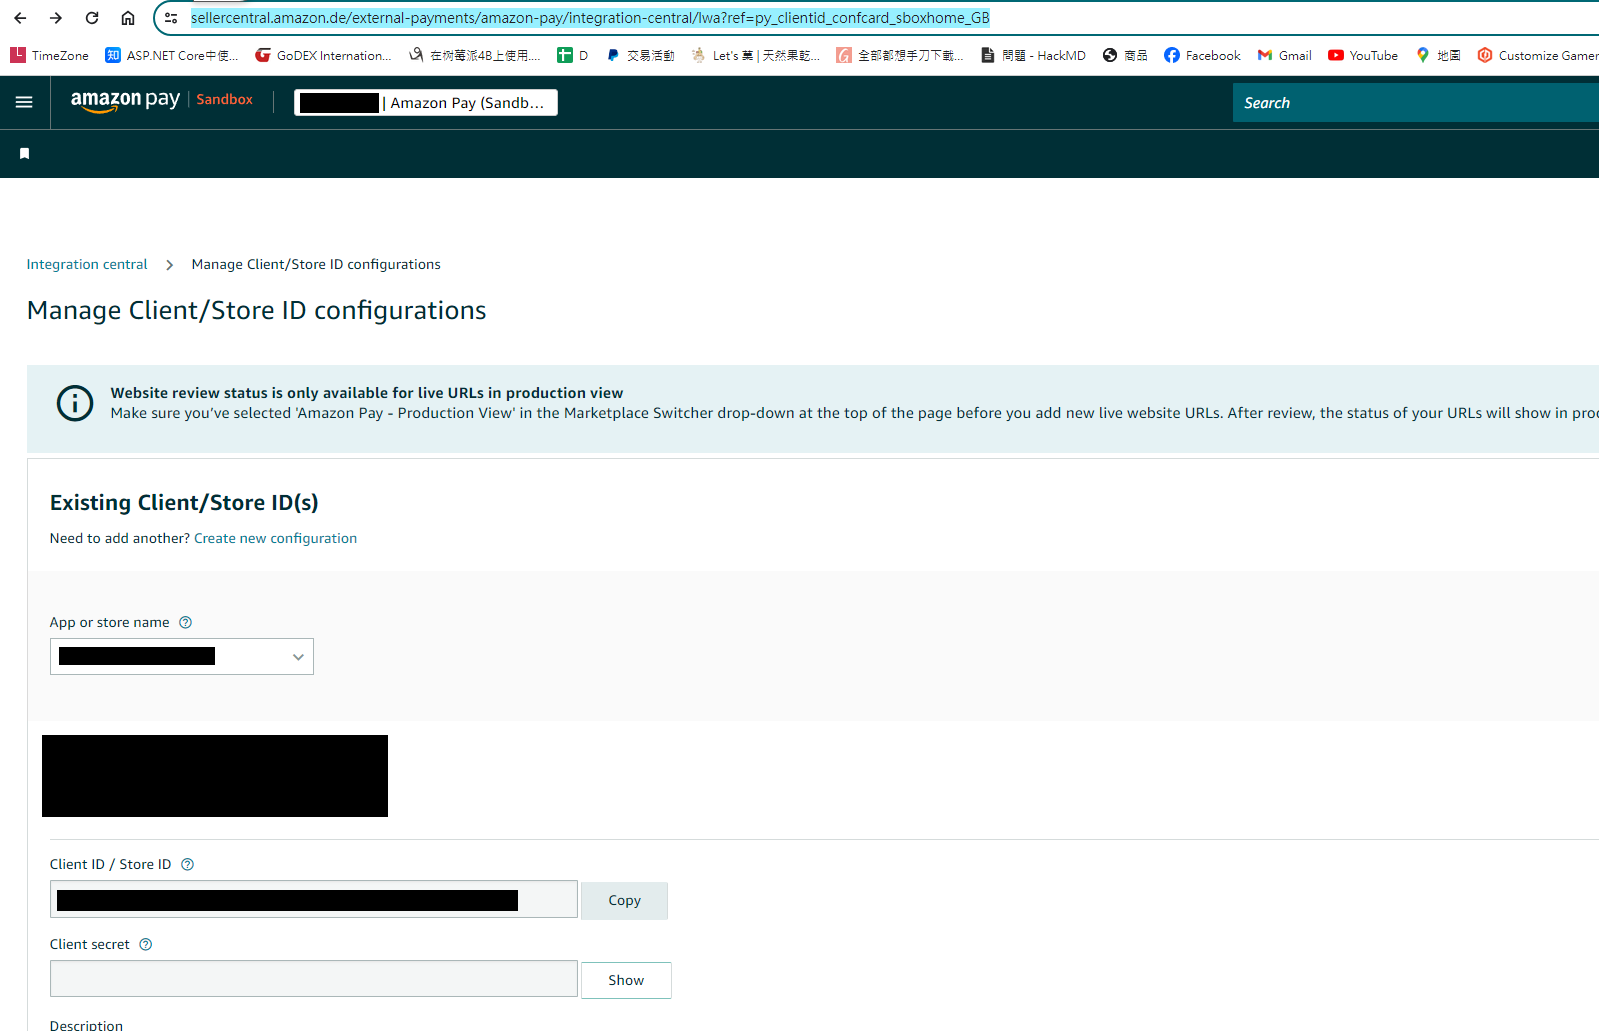 sellercentral.amazon.de/external-payments/amazon-pay/integration-central/lwa?ref=py_clientid_confcard_sboxhome_GB
TimeZone ASP.NET Core中使... GoDEX Internation... 在树莓派4B上使用.... D 交易活動 Let's 菓 | 天然果乾... 全部都想手刀下載... 問題 - HackMD 商品 Facebook Gmail YouTube 地圖 Customize Gamer
amazon pay Sandbox | Amazon Pay (Sandb... Search
Integration central Manage Client/Store ID configurations
Manage Client/Store ID configurations
Website review status is only available for live URLs in production view
Make sure you’ve selected 'Amazon Pay - Production View' in the Marketplace Switcher drop-down at the top of the page before you add new live website URLs. After review, the status of your URLs will show in pro
Existing Client/Store ID(s)
Need to add another? Create new configuration
App or store name
Client ID / Store ID
Copy
Client secret
Show
Description